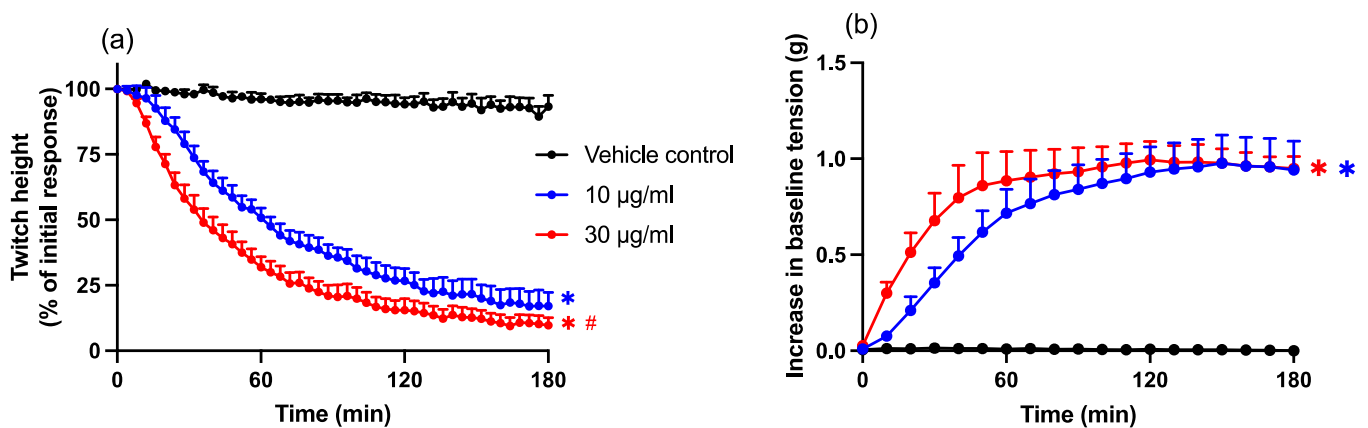 (a)
Twitch height
(% of initial response)
100
75
50
25
0
0 60 120 180
Time (min)
Vehicle control
10 µg/ml
30 µg/ml
*
* #
(b)
Increase in baseline tension (g)
1.5
1.0
0.5
0.0
0 60 120 180
Time (min)
* *